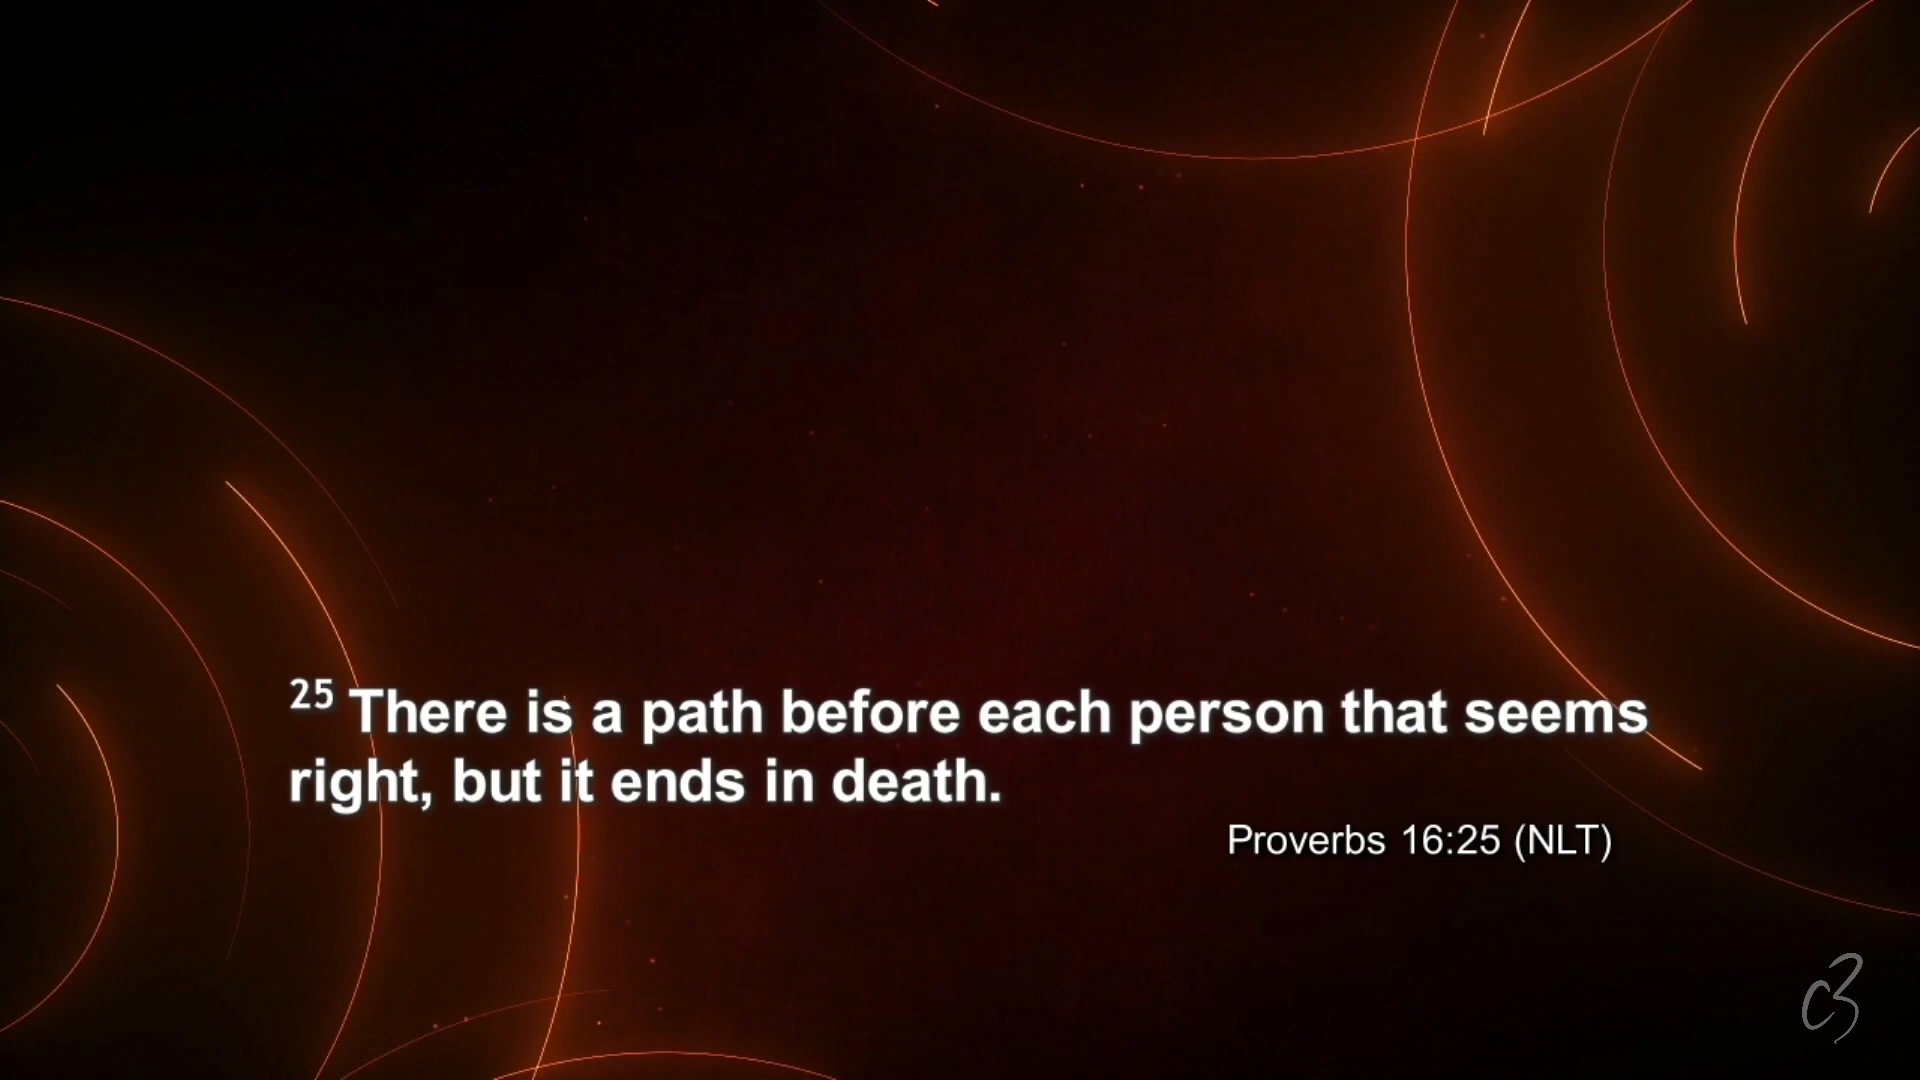 25 There is a path before each person that seems
right, but it ends in death.
Proverbs 16:25 (NLT)
c3